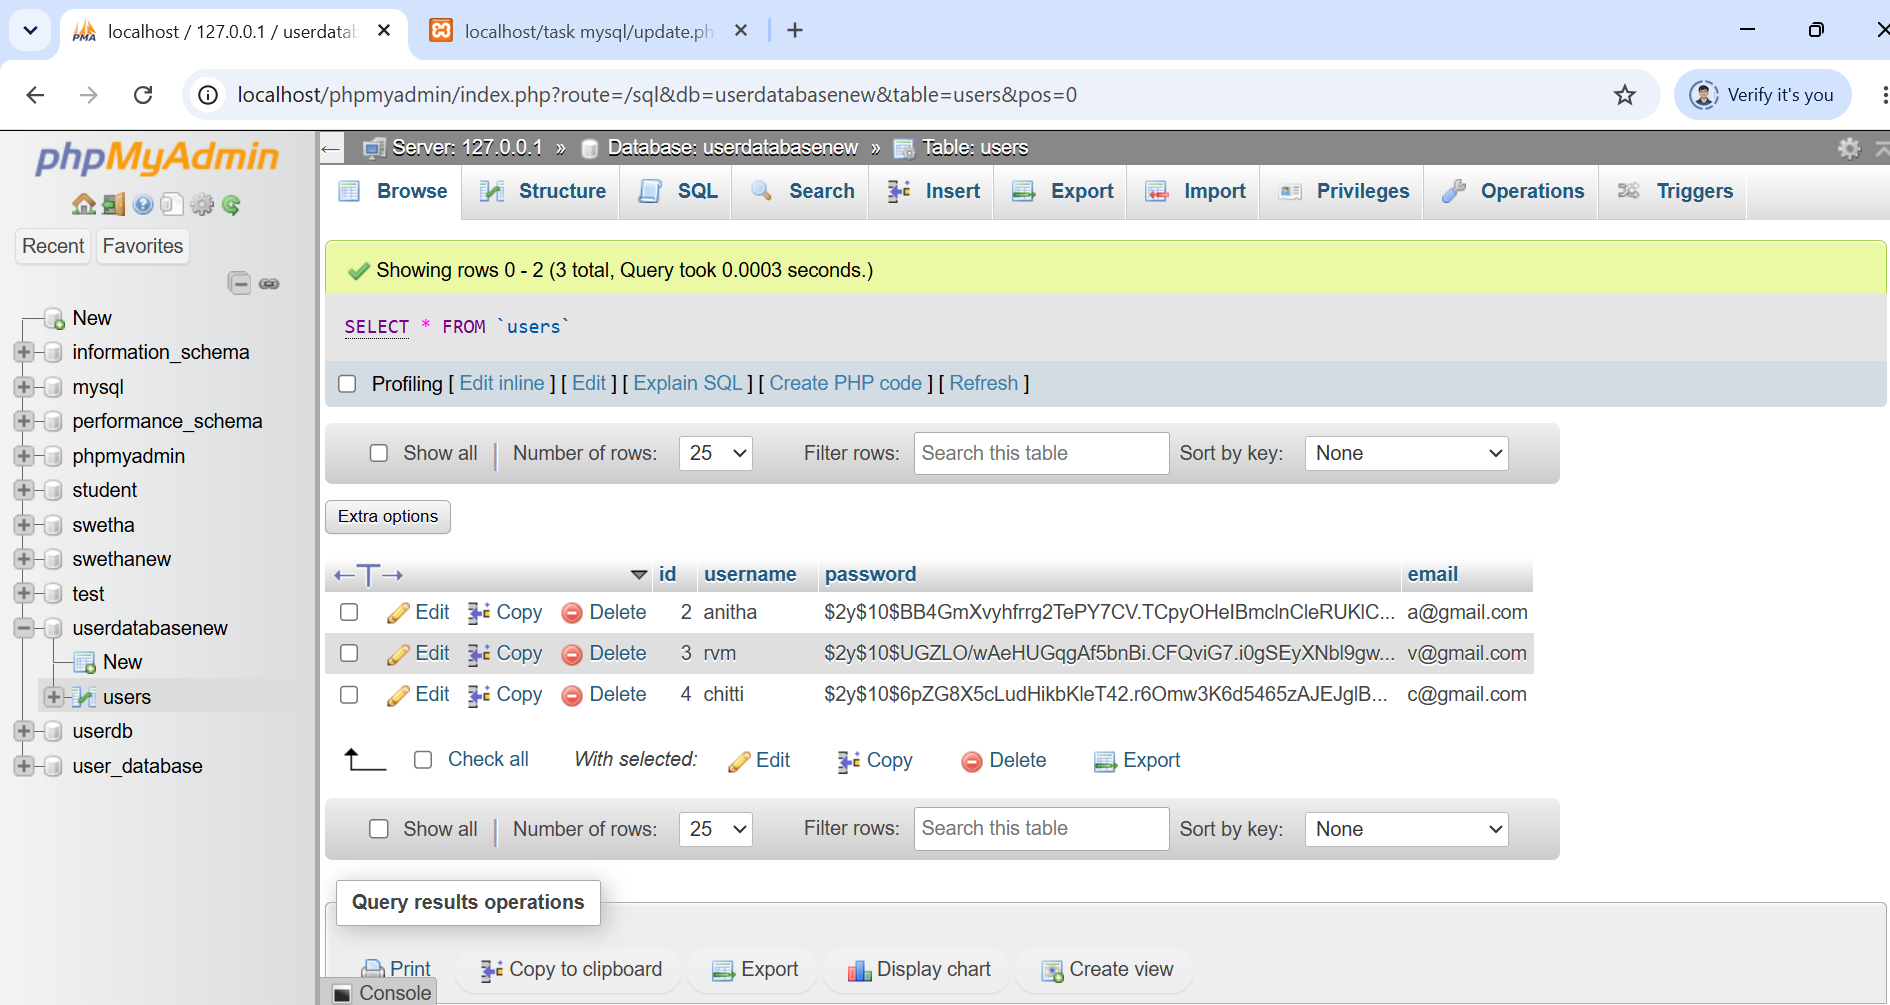 localhost / 127.0.0.1 / userdatab
localhost/task mysql/update.ph
localhost/phpmyadmin/index.php?route=/sql&db=userdatabasenew&table=users&pos=0
Verify it's you
phpMyAdmin
Recent
Favorites
New
information_schema
mysql
performance_schema
phpmyadmin
student
swetha
swethanew
test
userdatabasenew
New
users
userdb
user_database
Server: 127.0.0.1 » Database: userdatabasenew » Table: users
Browse Structure SQL Search Insert Export Import Privileges Operations Triggers
Showing rows 0 - 2 (3 total, Query took 0.0003 seconds.)
SELECT * FROM `users`
Profiling [ Edit inline ] [ Edit ] [ Explain SQL ] [ Create PHP code ] [ Refresh ]
Show all | Number of rows: 25 Filter rows: Search this table Sort by key: None
Extra options
id username password email
Edit Copy Delete 2 anitha $2y$10$BB4GmXvyhfrrg2TePY7CV.TCpyOHeIBmclnCleRUKlC... a@gmail.com
Edit Copy Delete 3 rvm $2y$10$UGZLO/wAeHUGqgAf5bnBi.CFQviG7.i0gSEyXNbl9gw... v@gmail.com
Edit Copy Delete 4 chitti $2y$10$6pZG8X5cLudHikbKleT42.r6Omw3K6d5465zAJEJglB... c@gmail.com
Check all With selected: Edit Copy Delete Export
Show all | Number of rows: 25 Filter rows: Search this table Sort by key: None
Query results operations
Print Copy to clipboard Export Display chart Create view
Console